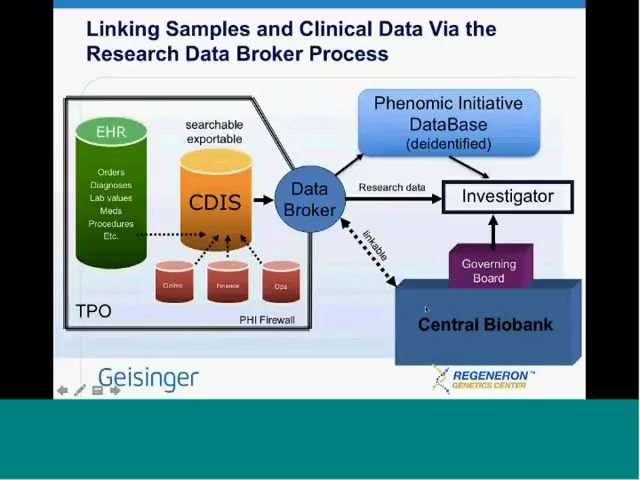 Linking Samples and Clinical Data Via the
Research Data Broker Process
EHR
Orders
Diagnoses
Lab values
Meds
Procedures
Etc.
searchable
exportable
CDIS
Claims
Finance
Ops
TPO
PHI Firewall
Data
Broker
Phenomic Initiative
DataBase
(deidentified)
Research data
Investigator
linkable
Governing
Board
Central Biobank
Geisinger
REGENERON™
GENETICS CENTER